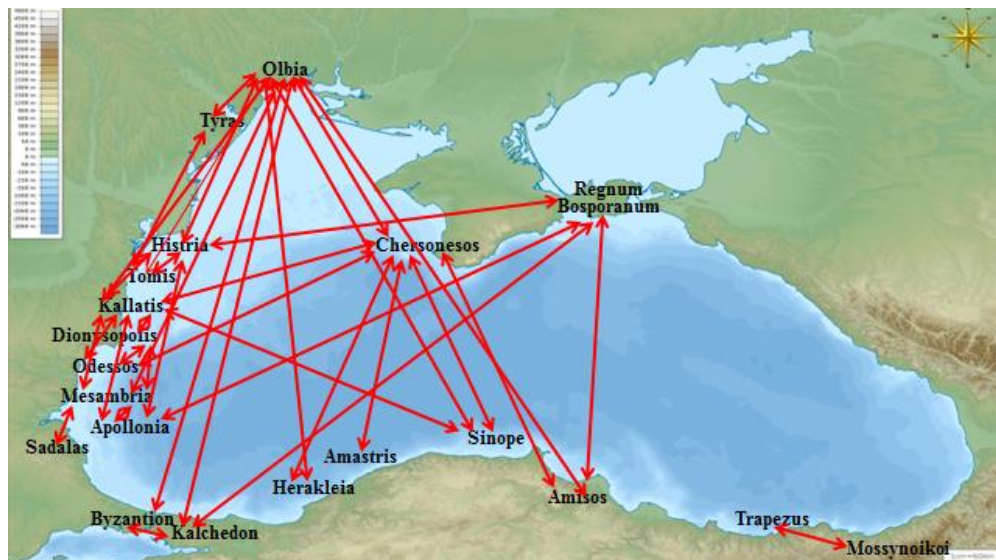 Olbia
Tyras
Regnum
Bosporanum
Histria
Chersonesos
Tomis
Kallatis
Dionysopolis
Odessos
Mesambria
Apollonia
Sinope
Sadalas
Amastris
Herakleia
Amisos
Byzantion
Trapezus
Kalchedon
Mossynoikoi